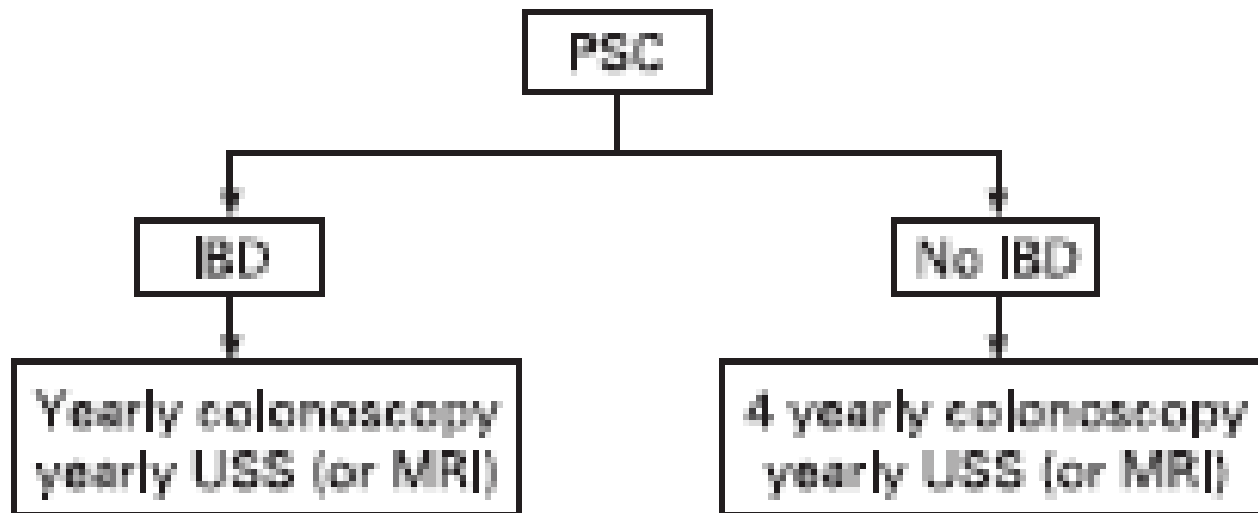 PSC
IBD
No IBD
Yearly colonoscopy
yearly USS (or MRI)
4 yearly colonoscopy
yearly USS (or MRI)